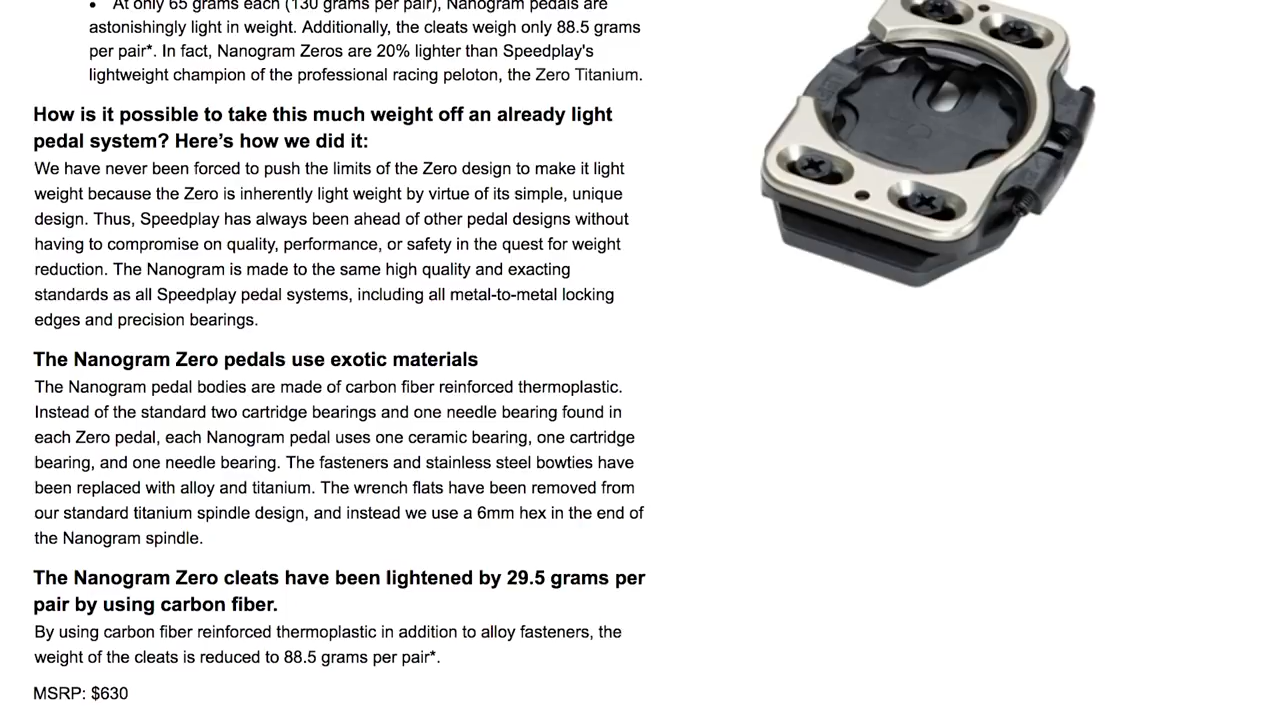 • At only 65 grams each (130 grams per pair), Nanogram pedals are
astonishingly light in weight. Additionally, the cleats weigh only 88.5 grams
per pair*. In fact, Nanogram Zeros are 20% lighter than Speedplay's
lightweight champion of the professional racing peloton, the Zero Titanium.
How is it possible to take this much weight off an already light
pedal system? Here’s how we did it:
We have never been forced to push the limits of the Zero design to make it light
weight because the Zero is inherently light weight by virtue of its simple, unique
design. Thus, Speedplay has always been ahead of other pedal designs without
having to compromise on quality, performance, or safety in the quest for weight
reduction. The Nanogram is made to the same high quality and exacting
standards as all Speedplay pedal systems, including all metal-to-metal locking
edges and precision bearings.
The Nanogram Zero pedals use exotic materials
The Nanogram pedal bodies are made of carbon fiber reinforced thermoplastic.
Instead of the standard two cartridge bearings and one needle bearing found in
each Zero pedal, each Nanogram pedal uses one ceramic bearing, one cartridge
bearing, and one needle bearing. The fasteners and stainless steel bowties have
been replaced with alloy and titanium. The wrench flats have been removed from
our standard titanium spindle design, and instead we use a 6mm hex in the end of
the Nanogram spindle.
The Nanogram Zero cleats have been lightened by 29.5 grams per
pair by using carbon fiber.
By using carbon fiber reinforced thermoplastic in addition to alloy fasteners, the
weight of the cleats is reduced to 88.5 grams per pair*.
MSRP: $630